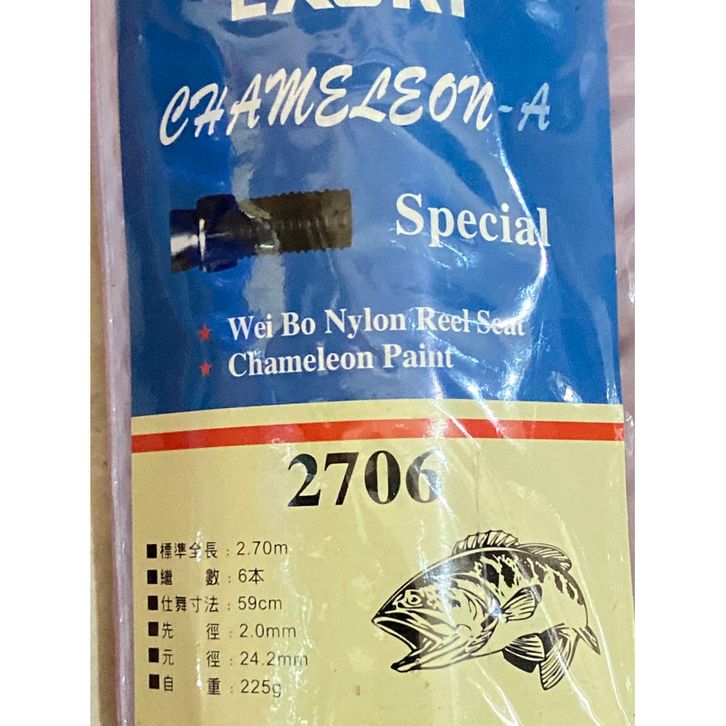 CHAMELEON-A
Special
★ Wei Bo Nylon Reel Seat
★ Chameleon Paint
2706
■標準全長：2.70m
■繼　數：6本
■仕舞寸法：59cm
■先　徑：2.0mm
■元　徑：24.2mm
■自　重：225g